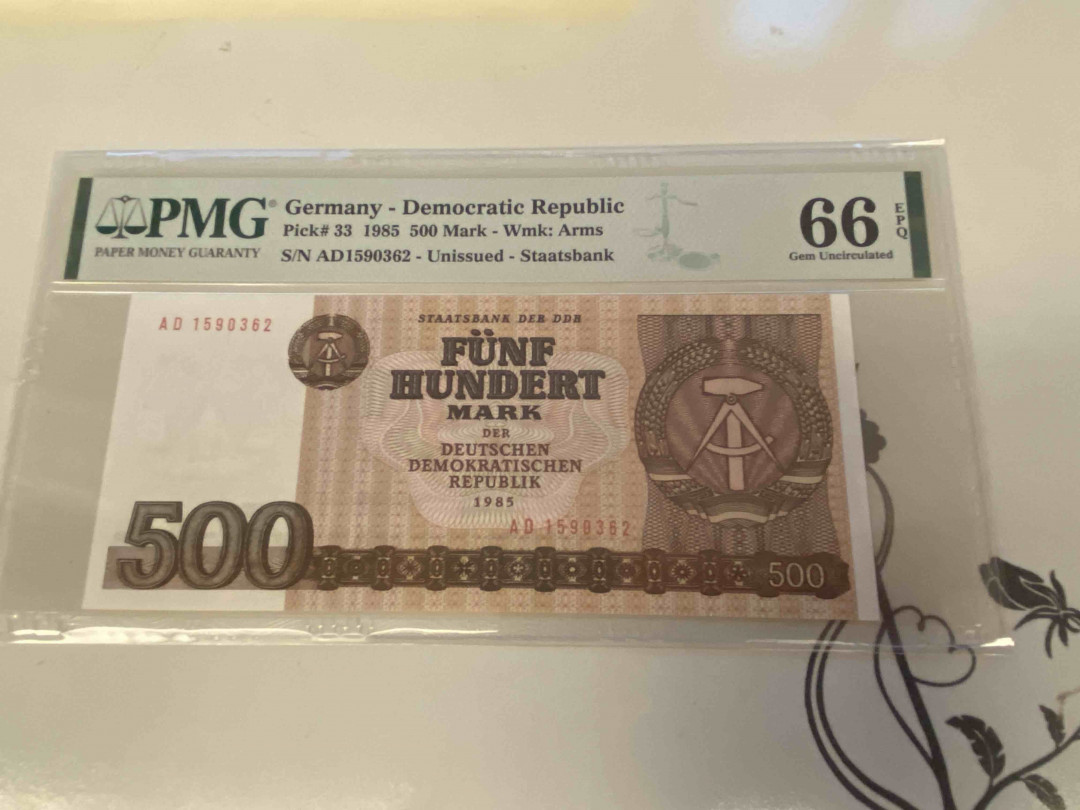 PMG
PAPER MONEY GUARANTY
Germany - Democratic Republic
Pick# 33 1985 500 Mark - Wmk: Arms
S/N AD1590362 - Unissued - Staatsbank
66 EPQ
Gem Uncirculated
AD 1590362
STAATSBANK DER DDR
FÜNF
HUNDERT
MARK
DER
DEUTSCHEN
DEMOKRATISCHEN
REPUBLIK
1985
AD 1590362
500
500